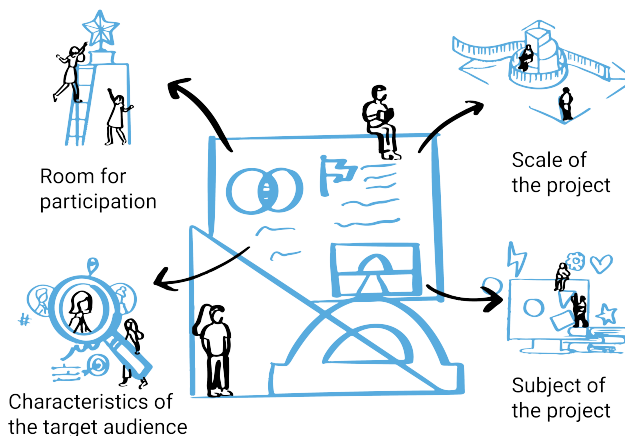 Room for
participation
Scale of
the project
Characteristics of
the target audience
Subject of
the project
#